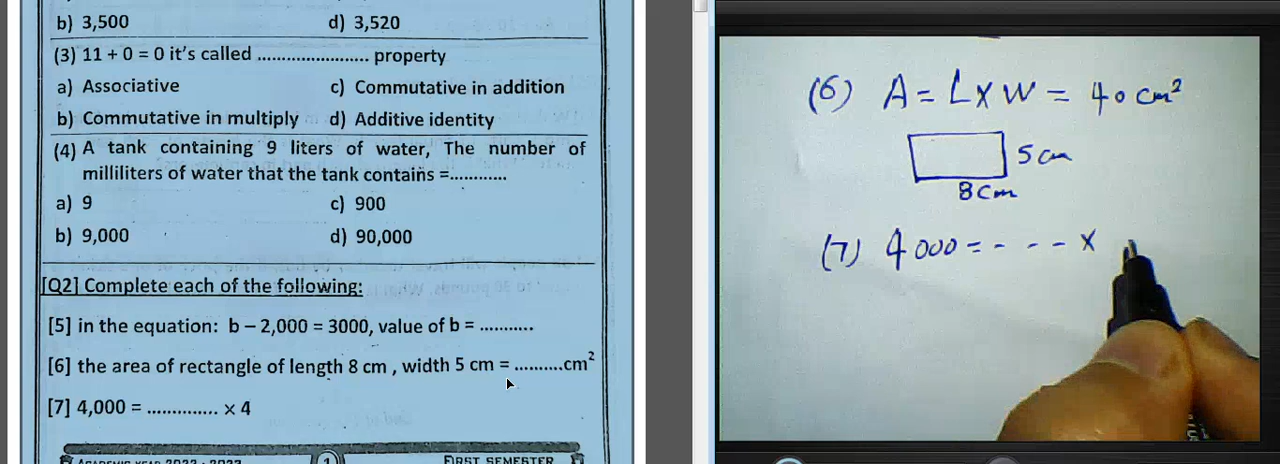 b) 3,500 d) 3,520
(3) 11 + 0 = 0 it's called ...................... property
a) Associative c) Commutative in addition
b) Commutative in multiply d) Additive identity
(4) A tank containing 9 liters of water, The number of
milliliters of water that the tank contains =............
a) 9 c) 900
b) 9,000 d) 90,000
[Q2] Complete each of the following:
[5] in the equation: b – 2,000 = 3000, value of b = ...........
[6] the area of rectangle of length 8 cm , width 5 cm = ..........cm²
[7] 4,000 = .............. x 4
1 FIRST SEMESTER
(6) A = L X W = 40 cm²
5 cm
8 cm
(7) 4000 = - - - x